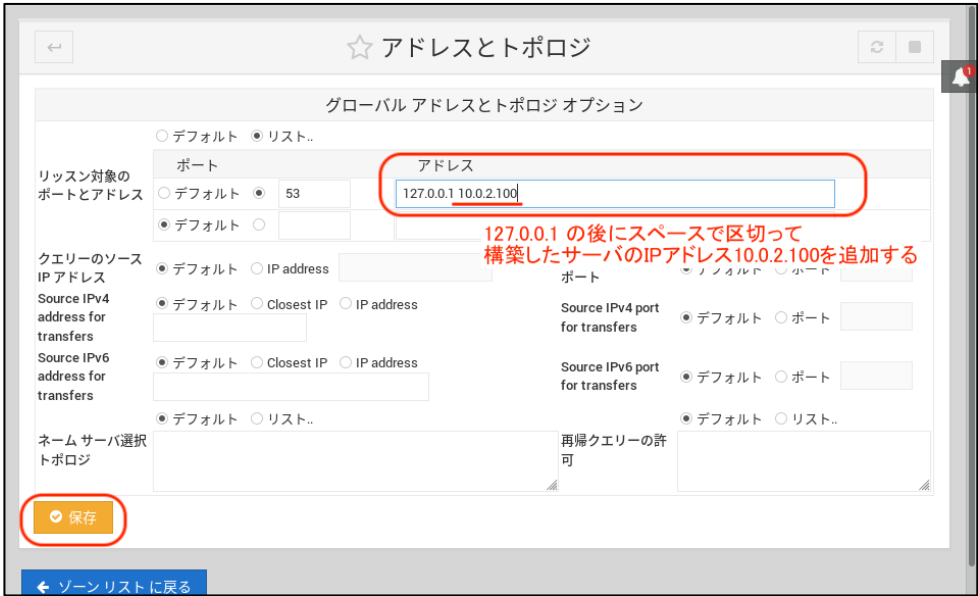 アドレスとトポロジ
1
グローバル アドレスとトポロジ オプション
デフォルト リスト..
リッスン対象の
ポートとアドレス
ポート アドレス
デフォルト 53 127.0.0.1 10.0.2.100
デフォルト
127.0.0.1 の後にスペースで区切って
構築したサーバのIPアドレス10.0.2.100を追加する
クエリーのソース
IP アドレス
デフォルト IP address
ポート
デフォルト ポート
Source IPv4
address for
transfers
デフォルト Closest IP IP address
Source IPv4 port
for transfers
デフォルト ポート
Source IPv6
address for
transfers
デフォルト Closest IP IP address
Source IPv6 port
for transfers
デフォルト ポート
デフォルト リスト..
ネーム サーバ選択
トポロジ
デフォルト リスト..
再帰クエリーの許
可
保存
ゾーン リスト に戻る